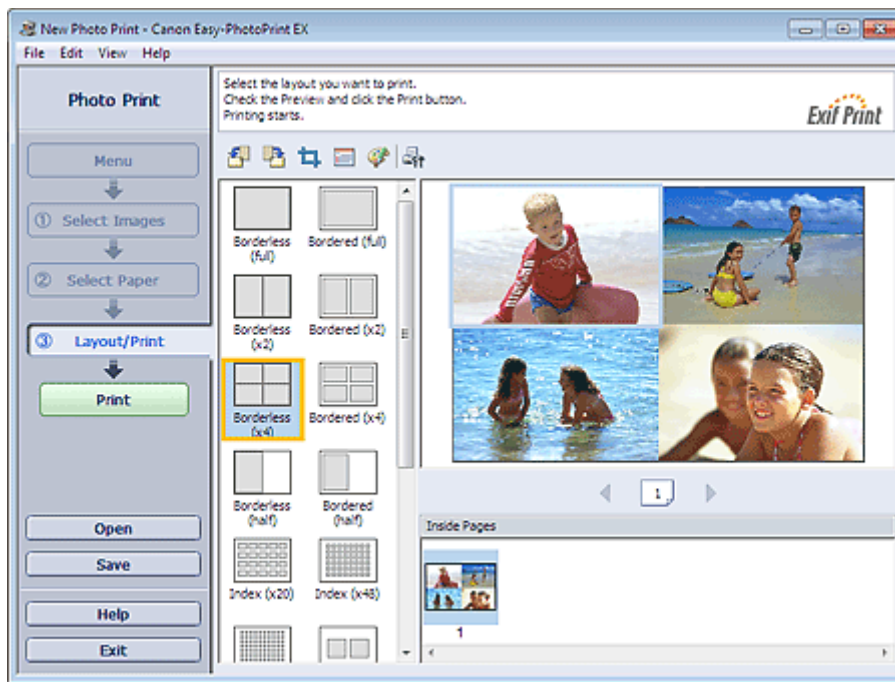 New Photo Print - Canon Easy-PhotoPrint EX
File Edit View Help
Photo Print
Select the layout you want to print.
Check the Preview and click the Print button.
Printing starts.
Exif Print
Menu
① Select Images
② Select Paper
③ Layout/Print
Print
Open
Save
Help
Exit
Borderless (full)
Bordered (full)
Borderless (x2)
Bordered (x2)
Borderless (x4)
Bordered (x4)
Borderless (half)
Bordered (half)
Index (x20)
Index (x48)
1
Inside Pages
1